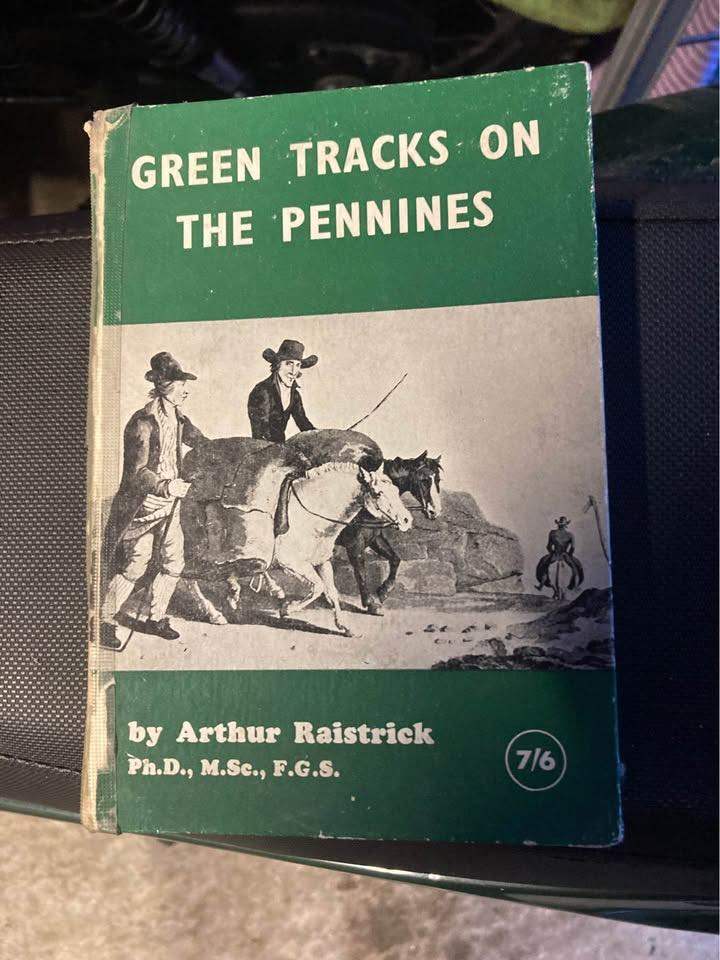 GREEN TRACKS ON
THE PENNINES
by Arthur Raistrick
Ph.D., M.Sc., F.G.S.
7/6